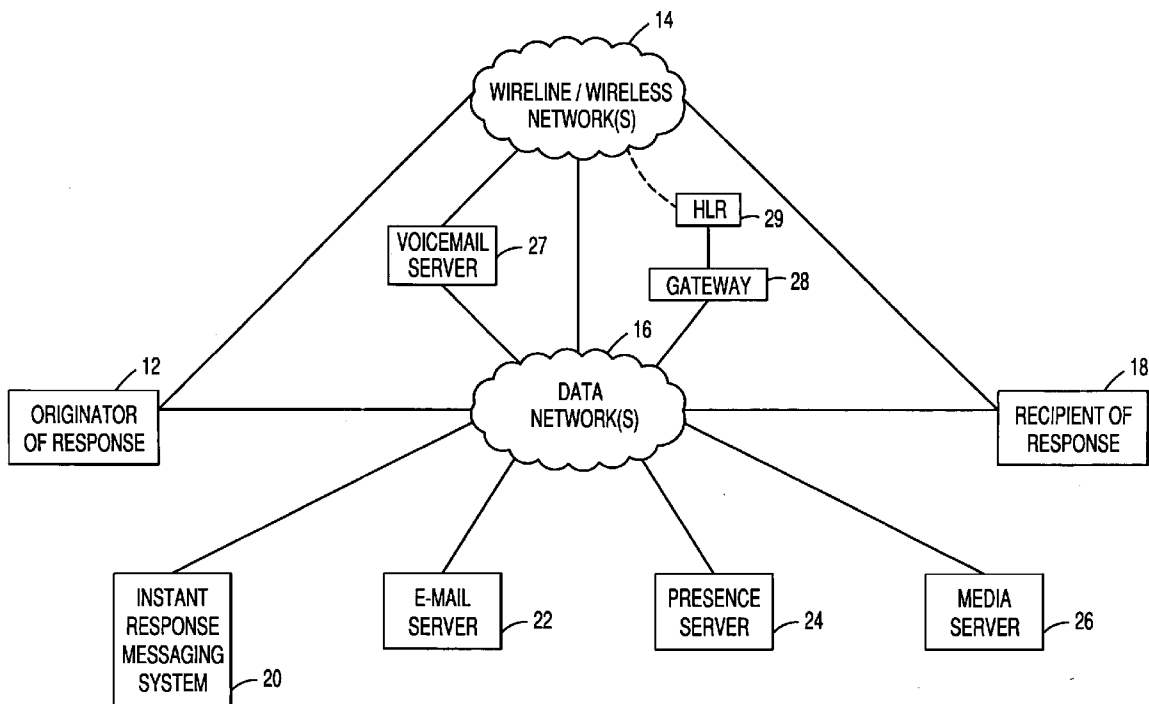 14
WIRELINE / WIRELESS
NETWORK(S)
HLR
29
VOICEMAIL
SERVER
27
GATEWAY
28
16
12
18
DATA
NETWORK(S)
ORIGINATOR
OF RESPONSE
RECIPIENT OF
RESPONSE
INSTANT
RESPONSE
MESSAGING
SYSTEM
20
E-MAIL
SERVER
22
PRESENCE
SERVER
24
MEDIA
SERVER
26